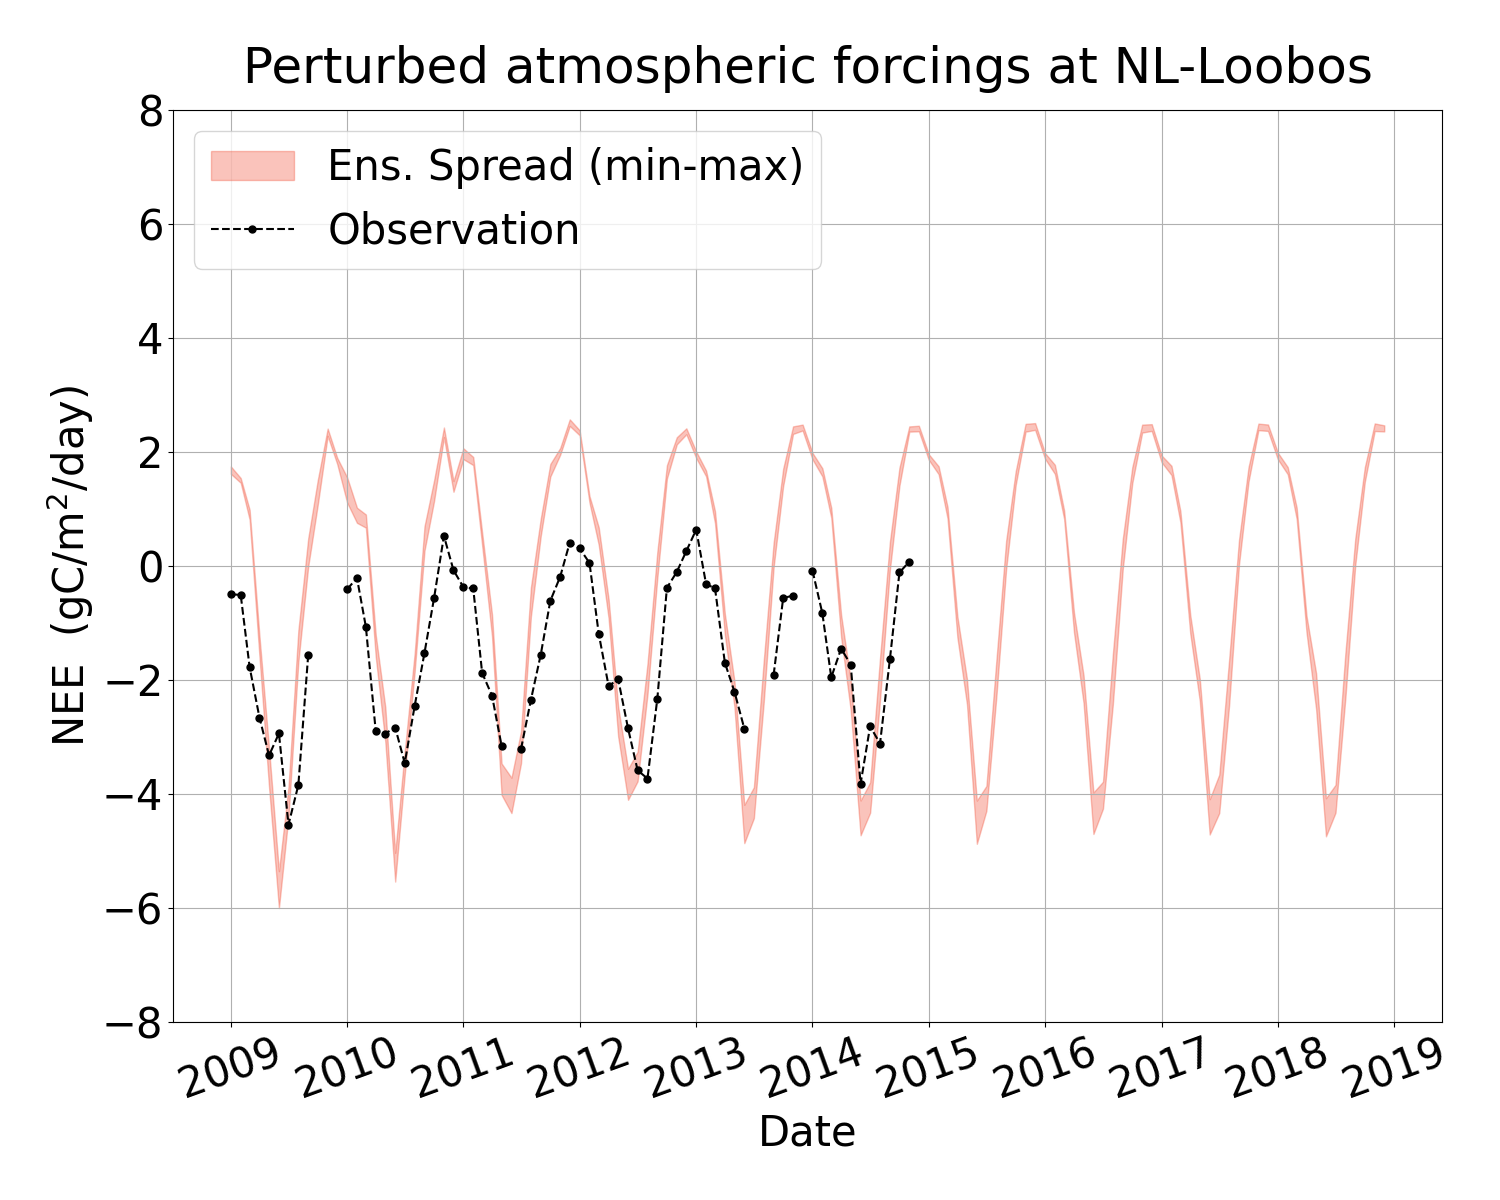 Perturbed atmospheric forcings at NL-Loobos
Ens. Spread (min-max)
Observation
NEE (gC/m²/day)
8
6
4
2
0
−2
−4
−6
−8
2009 2010 2011 2012 2013 2014 2015 2016 2017 2018 2019
Date